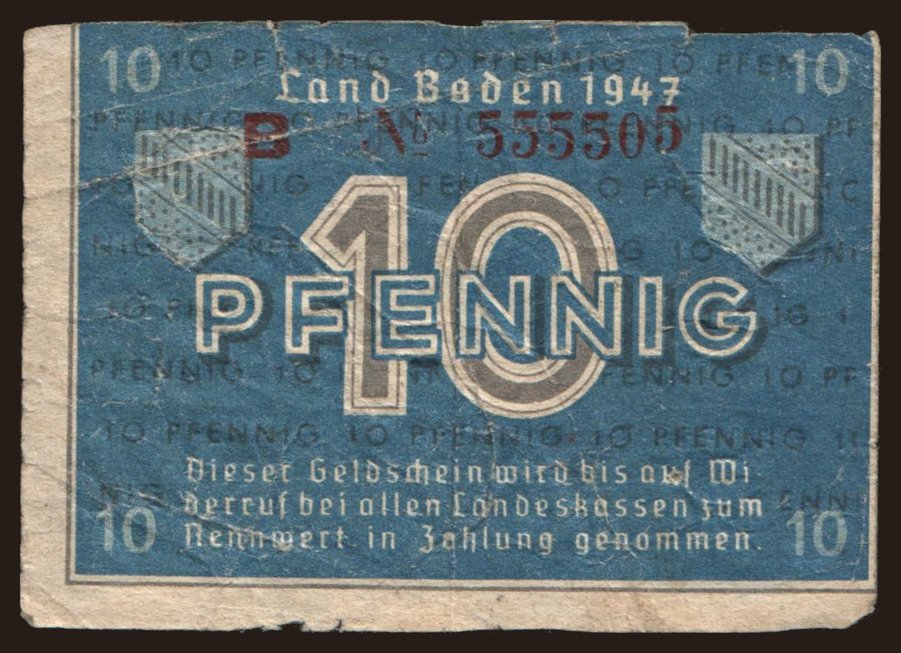 10 10
Land Baden 1947
B № 555505
10
PFENNIG
Dieser Geldschein wird bis auf Wi
derruf bei allen Landeskassen zum
Nennwert in Zahlung genommen.
10 10